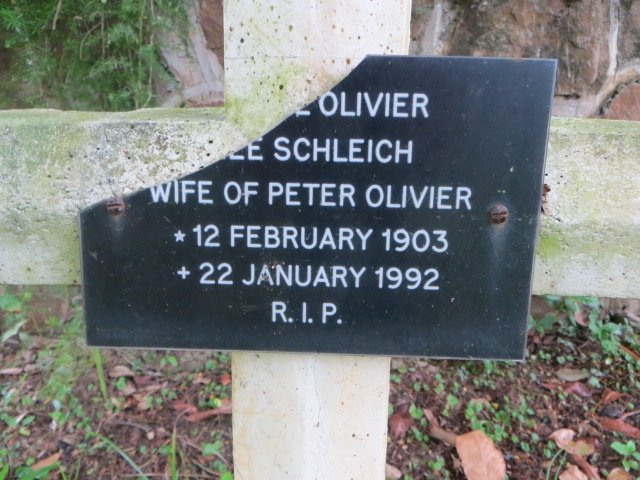 OLIVIER
SCHLEICH
WIFE OF PETER OLIVIER
* 12 FEBRUARY 1903
+ 22 JANUARY 1992
R. I. P.